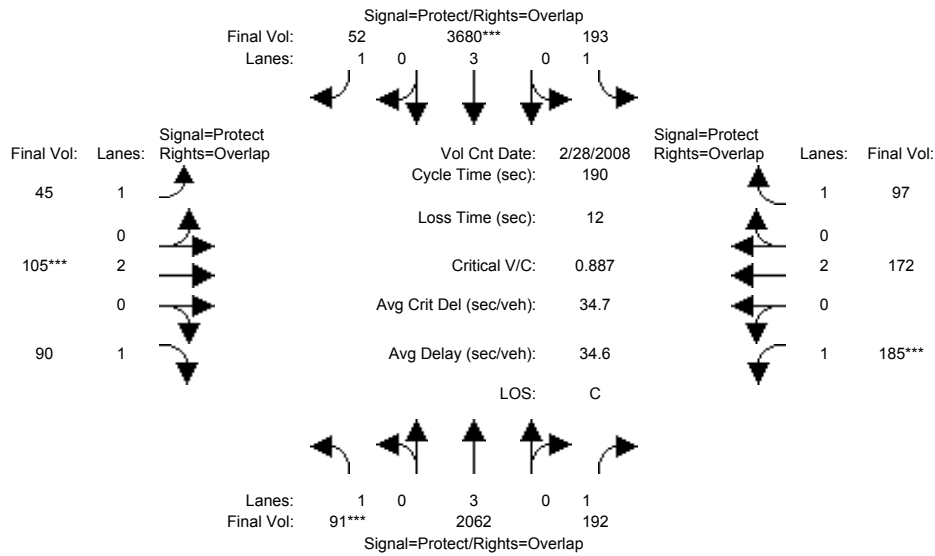 Signal=Protect/Rights=Overlap
Final Vol: 52 3680*** 193
Lanes: 1 0 3 0 1
Signal=Protect Signal=Protect
Final Vol: Lanes: Rights=Overlap Vol Cnt Date: 2/28/2008 Rights=Overlap Lanes: Final Vol:
Cycle Time (sec): 190
45 1 1 97
Loss Time (sec): 12
0 0
105*** 2 Critical V/C: 0.887 2 172
0 Avg Crit Del (sec/veh): 34.7 0
90 1 Avg Delay (sec/veh): 34.6 1 185***
LOS: C
Lanes: 1 0 3 0 1
Final Vol: 91*** 2062 192
Signal=Protect/Rights=Overlap